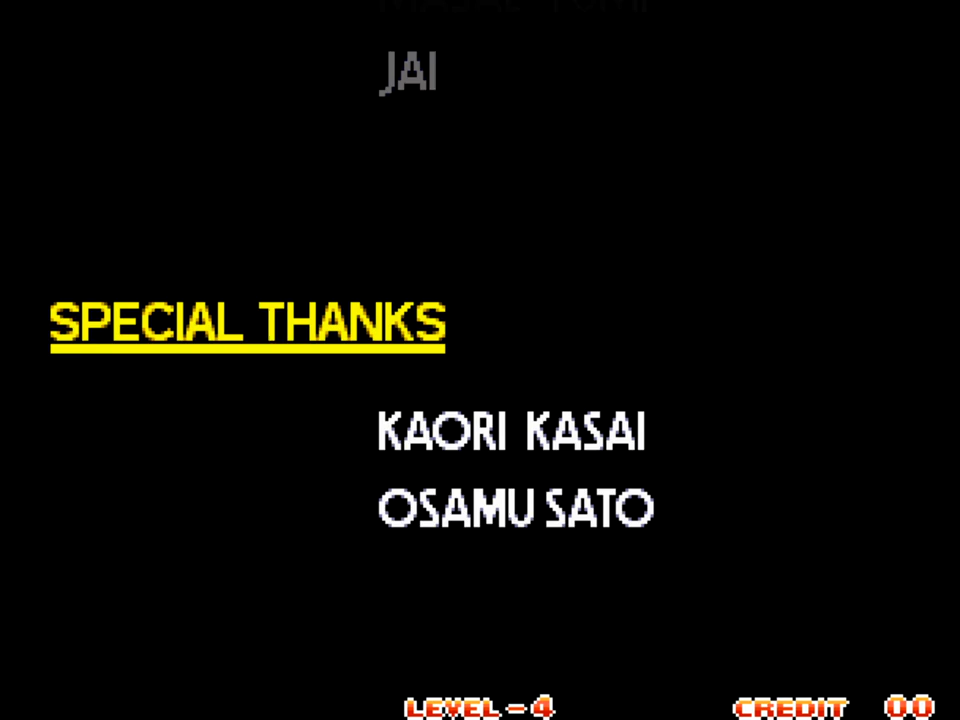 JAI
SPECIAL THANKS
KAORI KASAI
OSAMU SATO
LEVEL-4 CREDIT 00